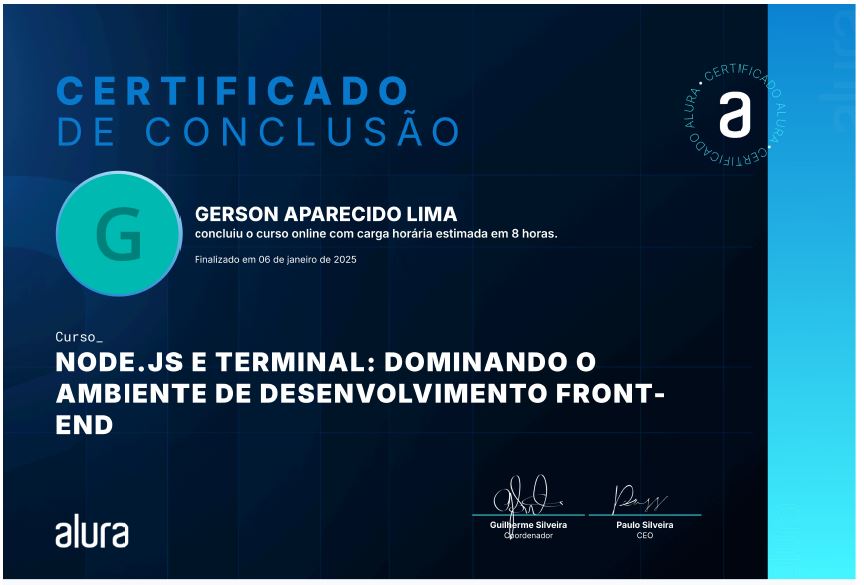 CERTIFICADO
DE CONCLUSÃO
CERTIFICADO ALURA • CERTIFICADO ALURA •
a
G
GERSON APARECIDO LIMA
concluiu o curso online com carga horária estimada em 8 horas.
Finalizado em 06 de janeiro de 2025
Curso_
NODE.JS E TERMINAL: DOMINANDO O
AMBIENTE DE DESENVOLVIMENTO FRONT-
END
alura
Guilherme Silveira
Coordenador
Paulo Silveira
CEO
alura